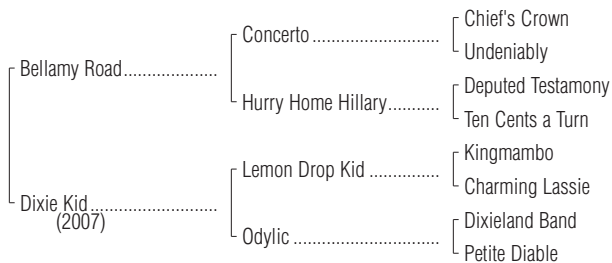 Chief's Crown
Concerto
Undeniably
Bellamy Road
Deputed Testamony
Hurry Home Hillary
Ten Cents a Turn
Kingmambo
Lemon Drop Kid
Charming Lassie
Dixie Kid
(2007)
Dixieland Band
Odylic
Petite Diable